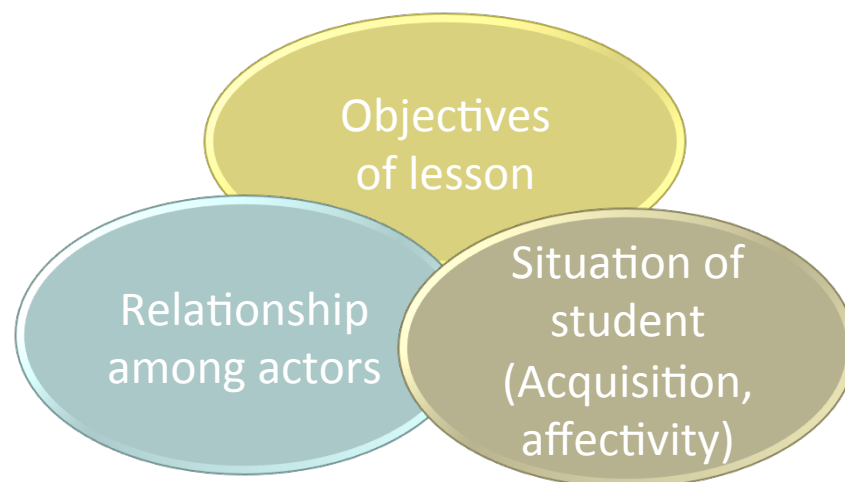 Objectives
of lesson
Relationship
among actors
Situation of
student
(Acquisition,
affectivity)